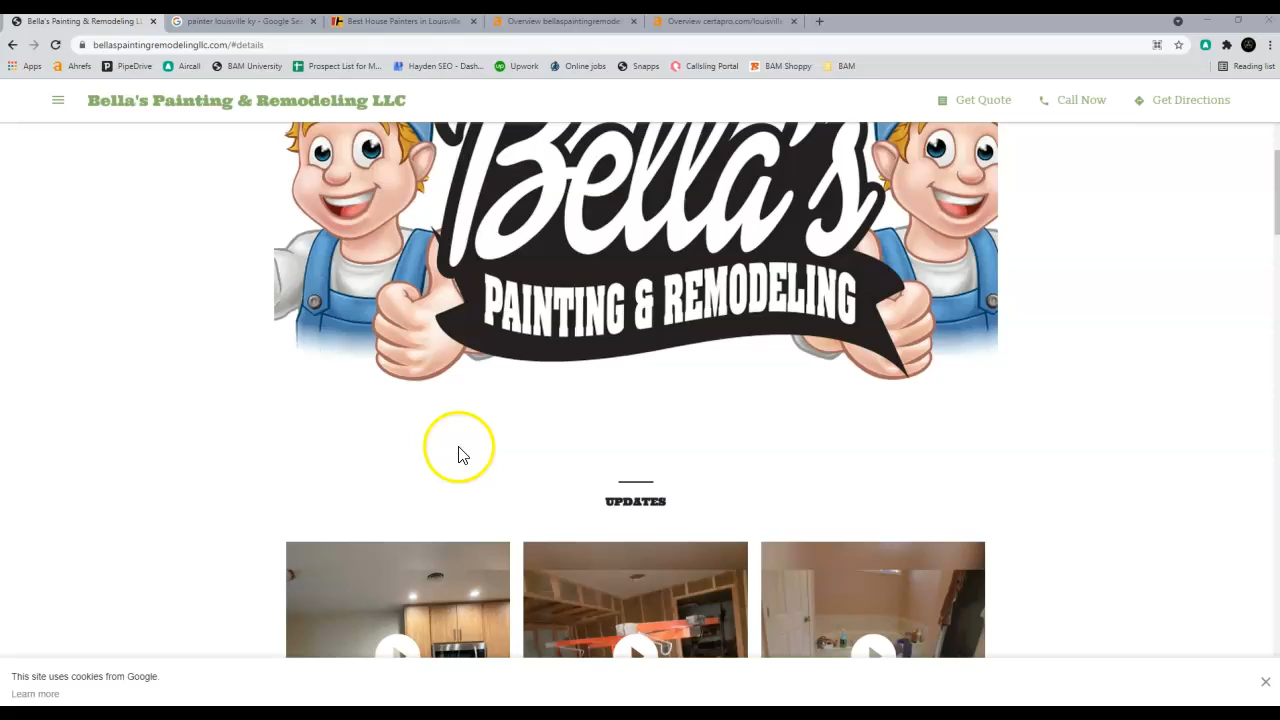 Bella's Painting & Remodeling LL
painter louisville ky - Google Sea
Best House Painters in Louisville
Overview bellaspaintingremode
Overview certapro.com/louisvill
bellaspaintingremodelingllc.com/#details
Apps
Ahrefs
PipeDrive
Aircall
BAM University
Prospect List for M...
Hayden SEO - Dash...
Upwork
Online jobs
Snapps
Callsling Portal
BAM Shoppy
BAM
Reading list
Bella's Painting & Remodeling LLC
Get Quote
Call Now
Get Directions
Bella's
PAINTING & REMODELING
UPDATES
This site uses cookies from Google.
Learn more